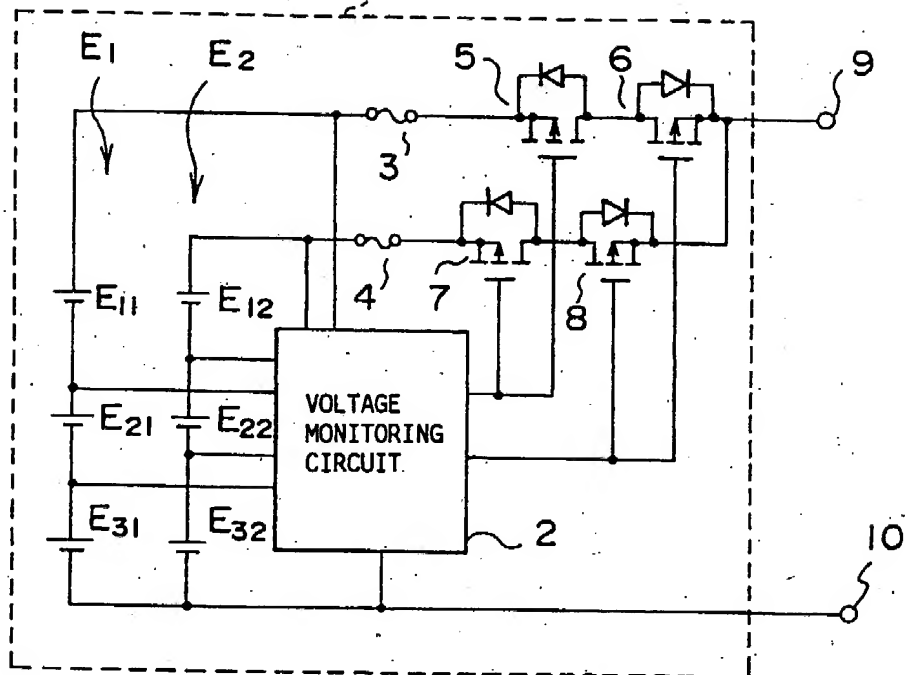 E1
E2
5
6
9
3
4
7
8
E11
E12
VOLTAGE
MONITORING
CIRCUIT
E21
E22
E31
E32
2
10